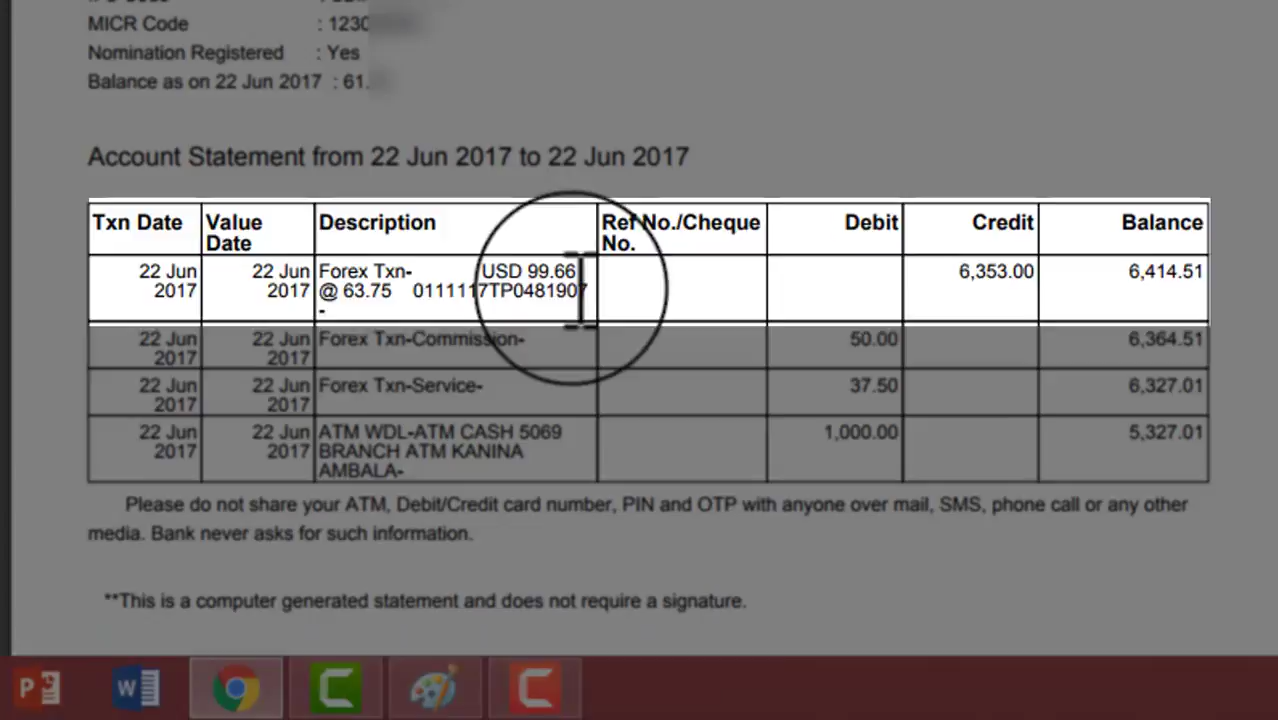 MICR Code : 1230
Nomination Registered : Yes
Balance as on 22 Jun 2017 : 61.
Account Statement from 22 Jun 2017 to 22 Jun 2017
Txn Date Value Date Description Ref No./Cheque No. Debit Credit Balance
22 Jun 2017 22 Jun 2017 Forex Txn- USD 99.66 @ 63.75 0111117TP0481907 - 6,353.00 6,414.51
22 Jun 2017 22 Jun 2017 Forex Txn-Commission- 50.00 6,364.51
22 Jun 2017 22 Jun 2017 Forex Txn-Service- 37.50 6,327.01
22 Jun 2017 22 Jun 2017 ATM WDL-ATM CASH 5069 BRANCH ATM KANINA AMBALA- 1,000.00 5,327.01
Please do not share your ATM, Debit/Credit card number, PIN and OTP with anyone over mail, SMS, phone call or any other
media. Bank never asks for such information.
**This is a computer generated statement and does not require a signature.